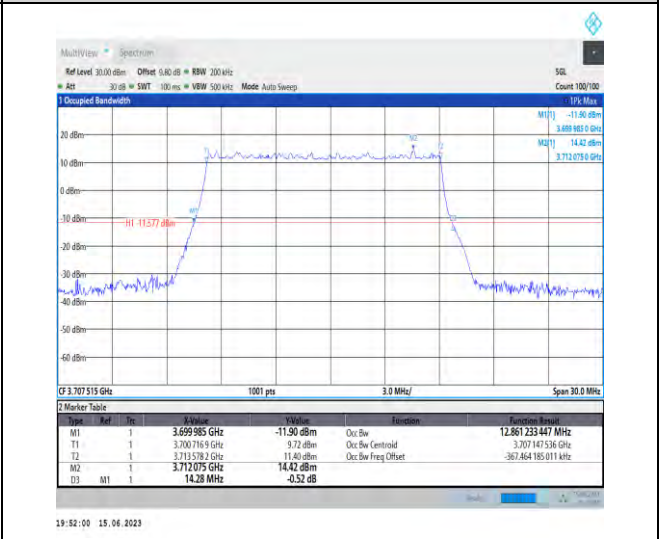 MultiView Spectrum
Ref Level 30.00 dBm Offset 9.80 dB RBW 200 kHz SGL
Att 30 dB SWT 100 ms VBW 500 kHz Mode Auto Sweep Count 100/100
1 Occupied Bandwidth 1Pk Max
M1[1] -11.90 dBm
3.699 985 0 GHz
M2[1] 14.42 dBm
3.712 075 0 GHz
20 dBm
M2
10 dBm
0 dBm
M1
-10 dBm
H1 -11.577 dBm
-20 dBm
-30 dBm
-40 dBm
-50 dBm
-60 dBm
CF 3.707 515 GHz 1001 pts 3.0 MHz/ Span 30.0 MHz
2 Marker Table
Type Ref Trc X-Value Y-Value Function Function Result
M1 1 3.699985 GHz -11.90 dBm Occ Bw 12.861 233 447 MHz
T1 1 3.700 716 9 GHz 9.72 dBm Occ Bw Centroid 3.707 147 536 GHz
T2 1 3.713 578 2 GHz 11.40 dBm Occ Bw Freq Offset -367.464 185 011 kHz
M2 1 3.712 075 GHz 14.42 dBm
D3 M1 1 14.28 MHz -0.52 dB
19:52:00 15.06.2023